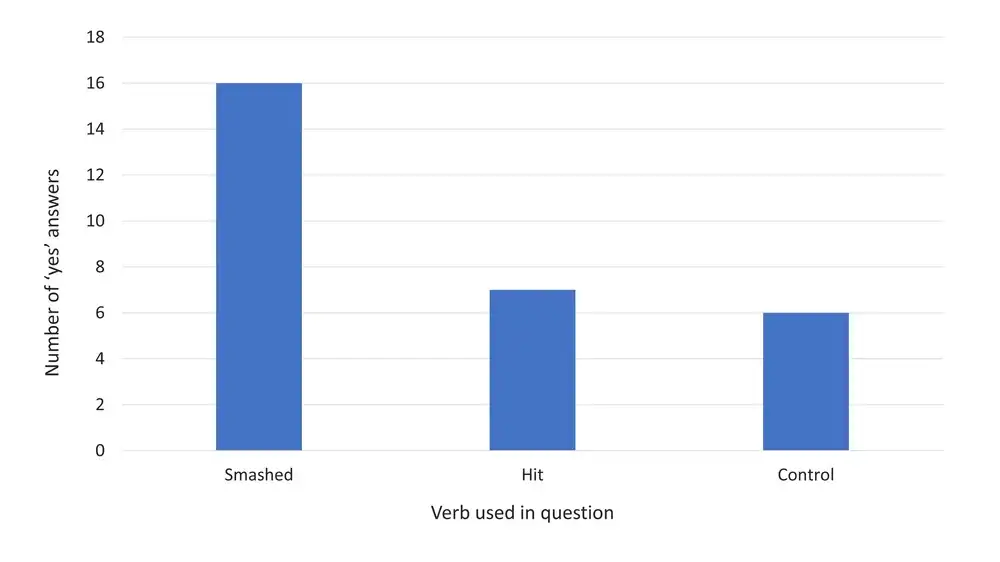 18
16
14
12
10
8
6
4
2
0
Number of ‘yes’ answers
Smashed
Hit
Control
Verb used in question